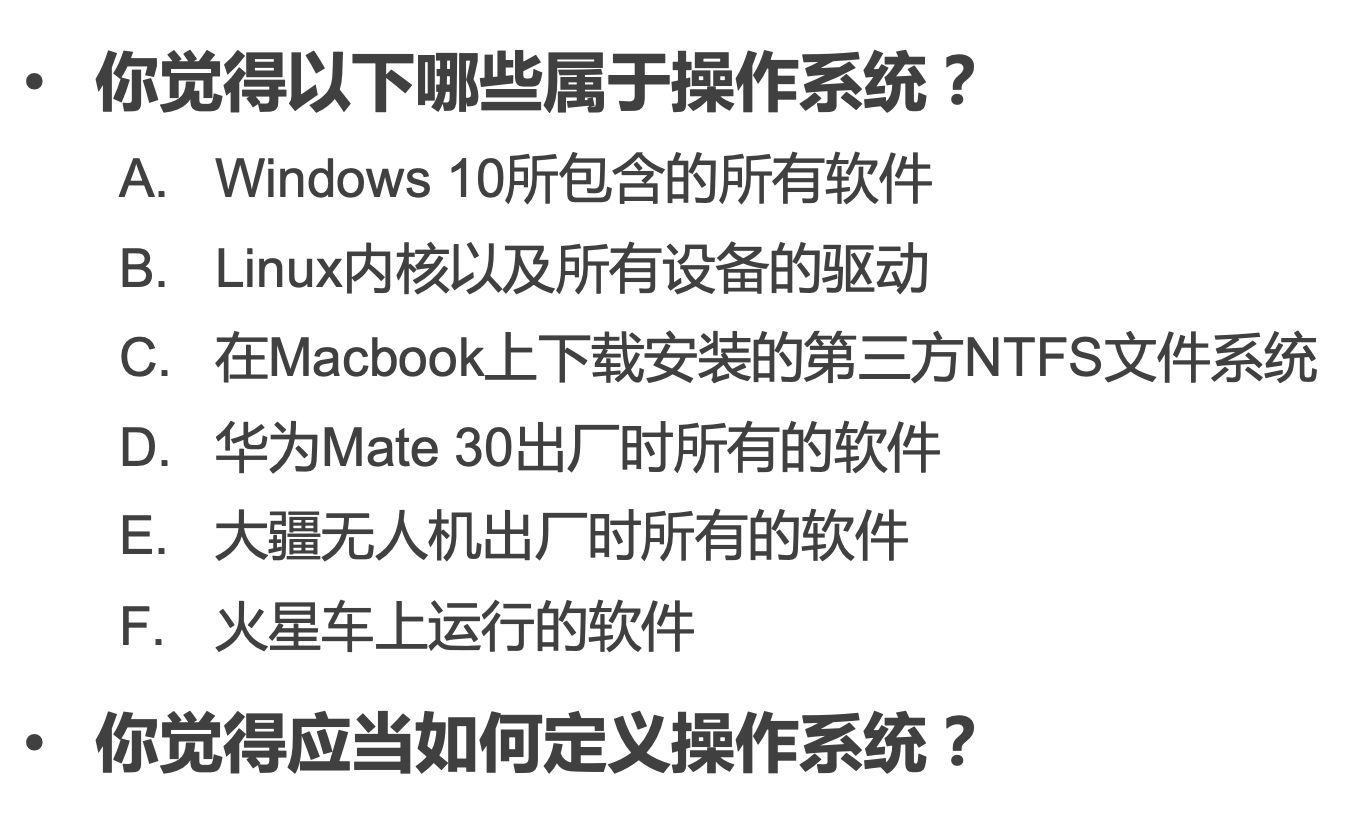 • 你觉得以下哪些属于操作系统？
A. Windows 10所包含的所有软件
B. Linux内核以及所有设备的驱动
C. 在Macbook上下载安装的第三方NTFS文件系统
D. 华为Mate 30出厂时所有的软件
E. 大疆无人机出厂时所有的软件
F. 火星车上运行的软件
• 你觉得应当如何定义操作系统？